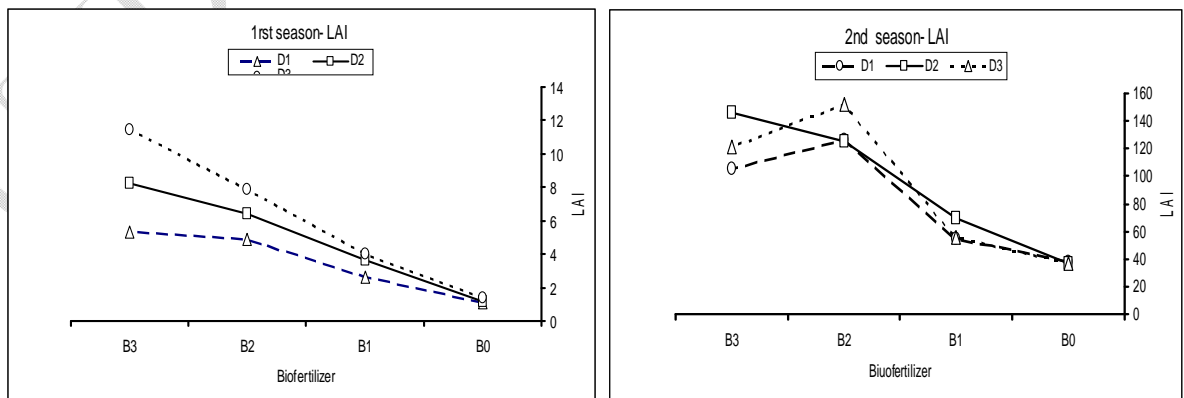 1rst season- LAI
D1
D2
D3
14
12
10
8
6
4
2
0
LAI
B3
B2
B1
B0
Biofertilizer
2nd season- LAI
D1
D2
D3
160
140
120
100
80
60
40
20
0
LAI
B3
B2
B1
B0
Biuofertilizer